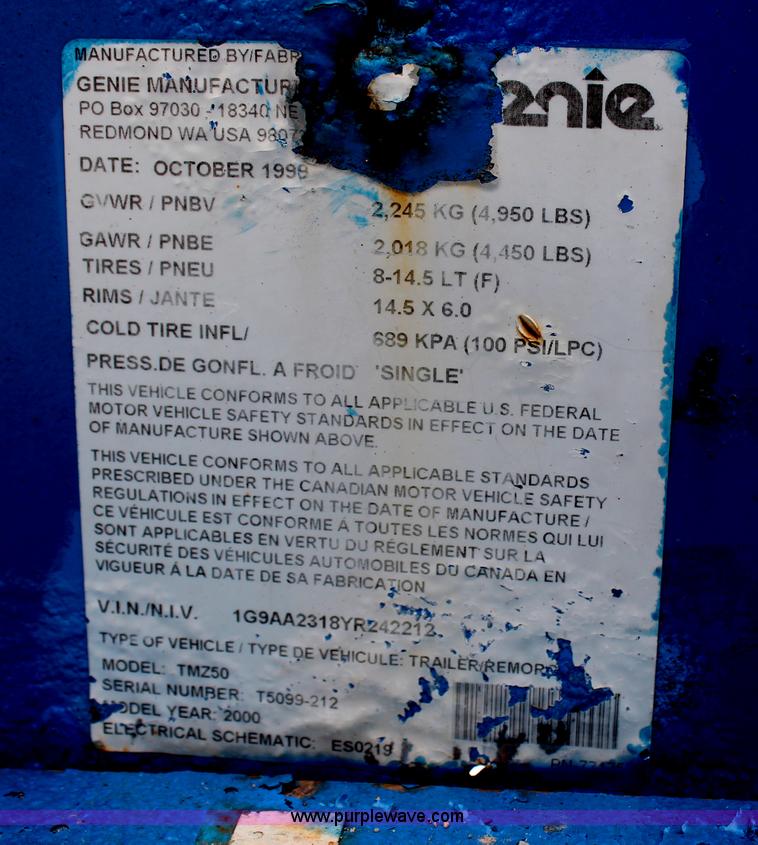 MANUFACTURED BY/FABR
GENIE MANUFACTUR
enie
PO Box 97030 - 18340 NE
REDMOND WA USA 98073
DATE: OCTOBER 1999
GVWR / PNBV 2,245 KG (4,950 LBS)
GAWR / PNBE 2,018 KG (4,450 LBS)
TIRES / PNEU 8-14.5 LT (F)
RIMS / JANTE 14.5 X 6.0
COLD TIRE INFL/ 689 KPA (100 PSI/LPC)
PRESS.DE GONFL. A FROID 'SINGLE'
THIS VEHICLE CONFORMS TO ALL APPLICABLE U.S. FEDERAL
MOTOR VEHICLE SAFETY STANDARDS IN EFFECT ON THE DATE
OF MANUFACTURE SHOWN ABOVE.
THIS VEHICLE CONFORMS TO ALL APPLICABLE STANDARDS
PRESCRIBED UNDER THE CANADIAN MOTOR VEHICLE SAFETY
REGULATIONS IN EFFECT ON THE DATE OF MANUFACTURE /
CE VÉHICULE EST CONFORME Á TOUTES LES NORMES QUI LUI
SONT APPLICABLES EN VERTU DU RÉGLEMENT SUR LA
SÉCURITÉ DES VÉHICULES AUTOMOBILES DU CANADA EN
VIGUEUR Á LA DATE DE SA FABRICATION
V.I.N./N.I.V. 1G9AA2318YR242212
TYPE OF VEHICLE / TYPE DE VEHICULE: TRAILER/REMOR
MODEL: TMZ50
SERIAL NUMBER: T5099-212
MODEL YEAR: 2000
ELECTRICAL SCHEMATIC: ES0219
www.purplewave.com